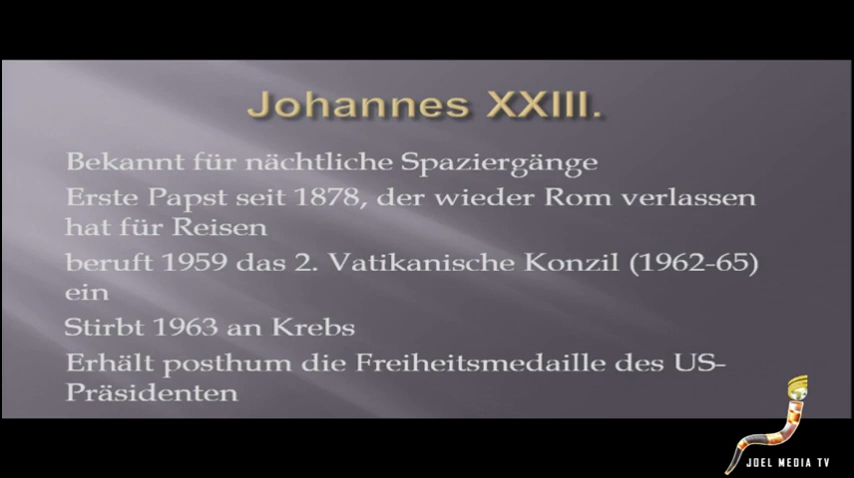 Johannes XXIII.
Bekannt für nächtliche Spaziergänge
Erste Papst seit 1878, der wieder Rom verlassen
hat für Reisen
beruft 1959 das 2. Vatikanische Konzil (1962-65)
ein
Stirbt 1963 an Krebs
Erhält posthum die Freiheitsmedaille des US-
Präsidenten
JOEL MEDIA TV